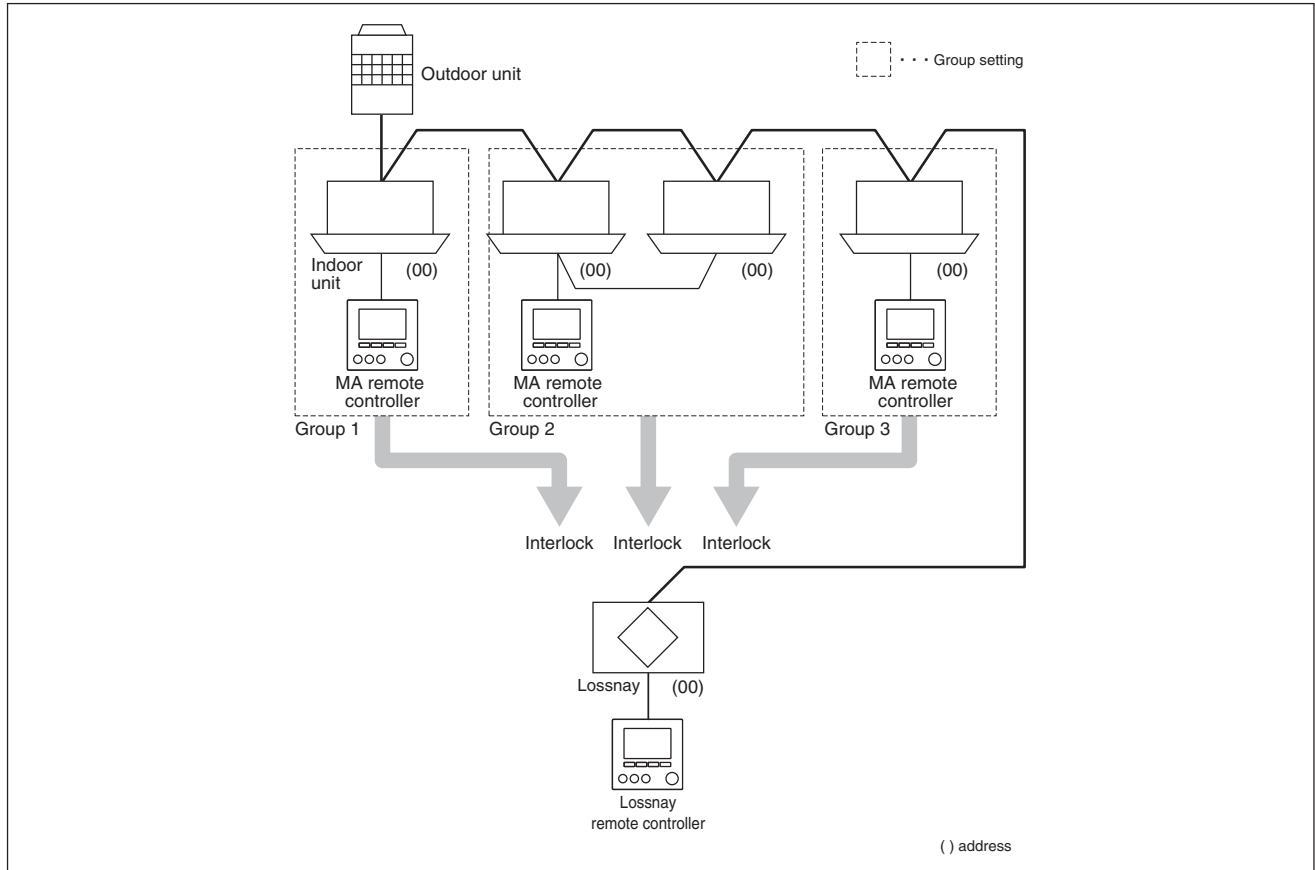 Outdoor unit
· · · Group setting
Indoor
unit
(00)
(00)
(00)
(00)
MA remote
controller
MA remote
controller
MA remote
controller
Group 1
Group 2
Group 3
Interlock
Interlock
Interlock
Lossnay
(00)
Lossnay
remote controller
( ) address